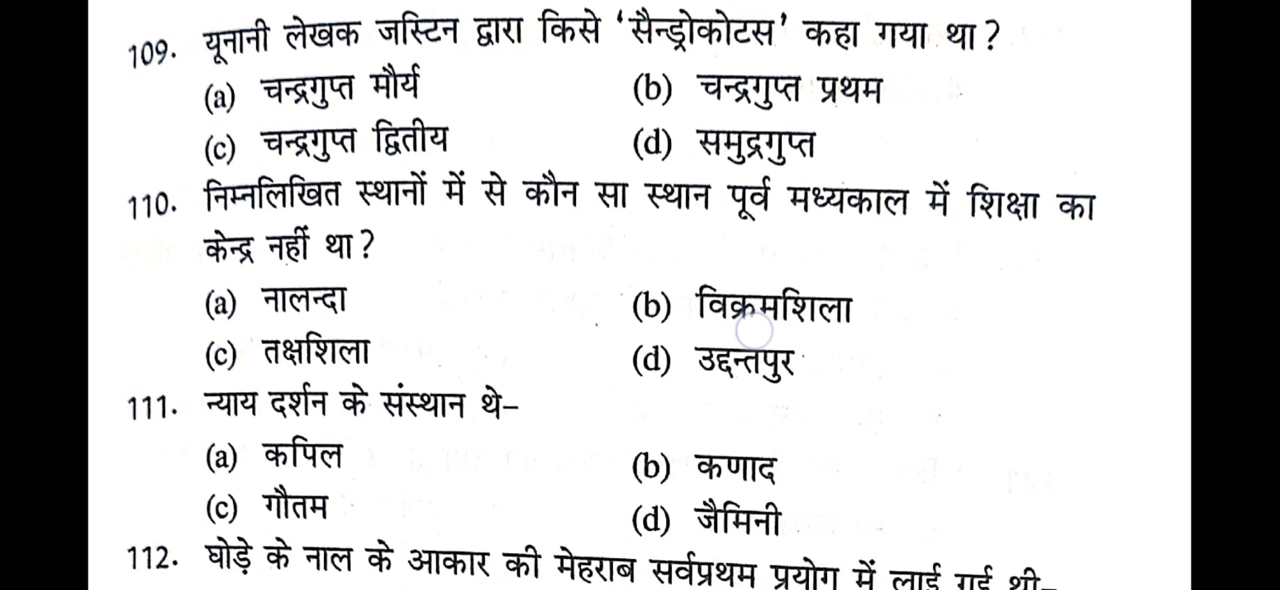 109. यूनानी लेखक जस्टिन द्वारा किसे ‘सैन्ड्रोकोटस’ कहा गया था?
(a) चन्द्रगुप्त मौर्य (b) चन्द्रगुप्त प्रथम
(c) चन्द्रगुप्त द्वितीय (d) समुद्रगुप्त
110. निम्नलिखित स्थानों में से कौन सा स्थान पूर्व मध्यकाल में शिक्षा का
केन्द्र नहीं था?
(a) नालन्दा (b) विक्रमशिला
(c) तक्षशिला (d) उद्दन्तपुर
111. न्याय दर्शन के संस्थान थे–
(a) कपिल (b) कणाद
(c) गौतम (d) जैमिनी
112. घोड़े के नाल के आकार की मेहराब सर्वप्रथम प्रयोग में लाई गई थी–